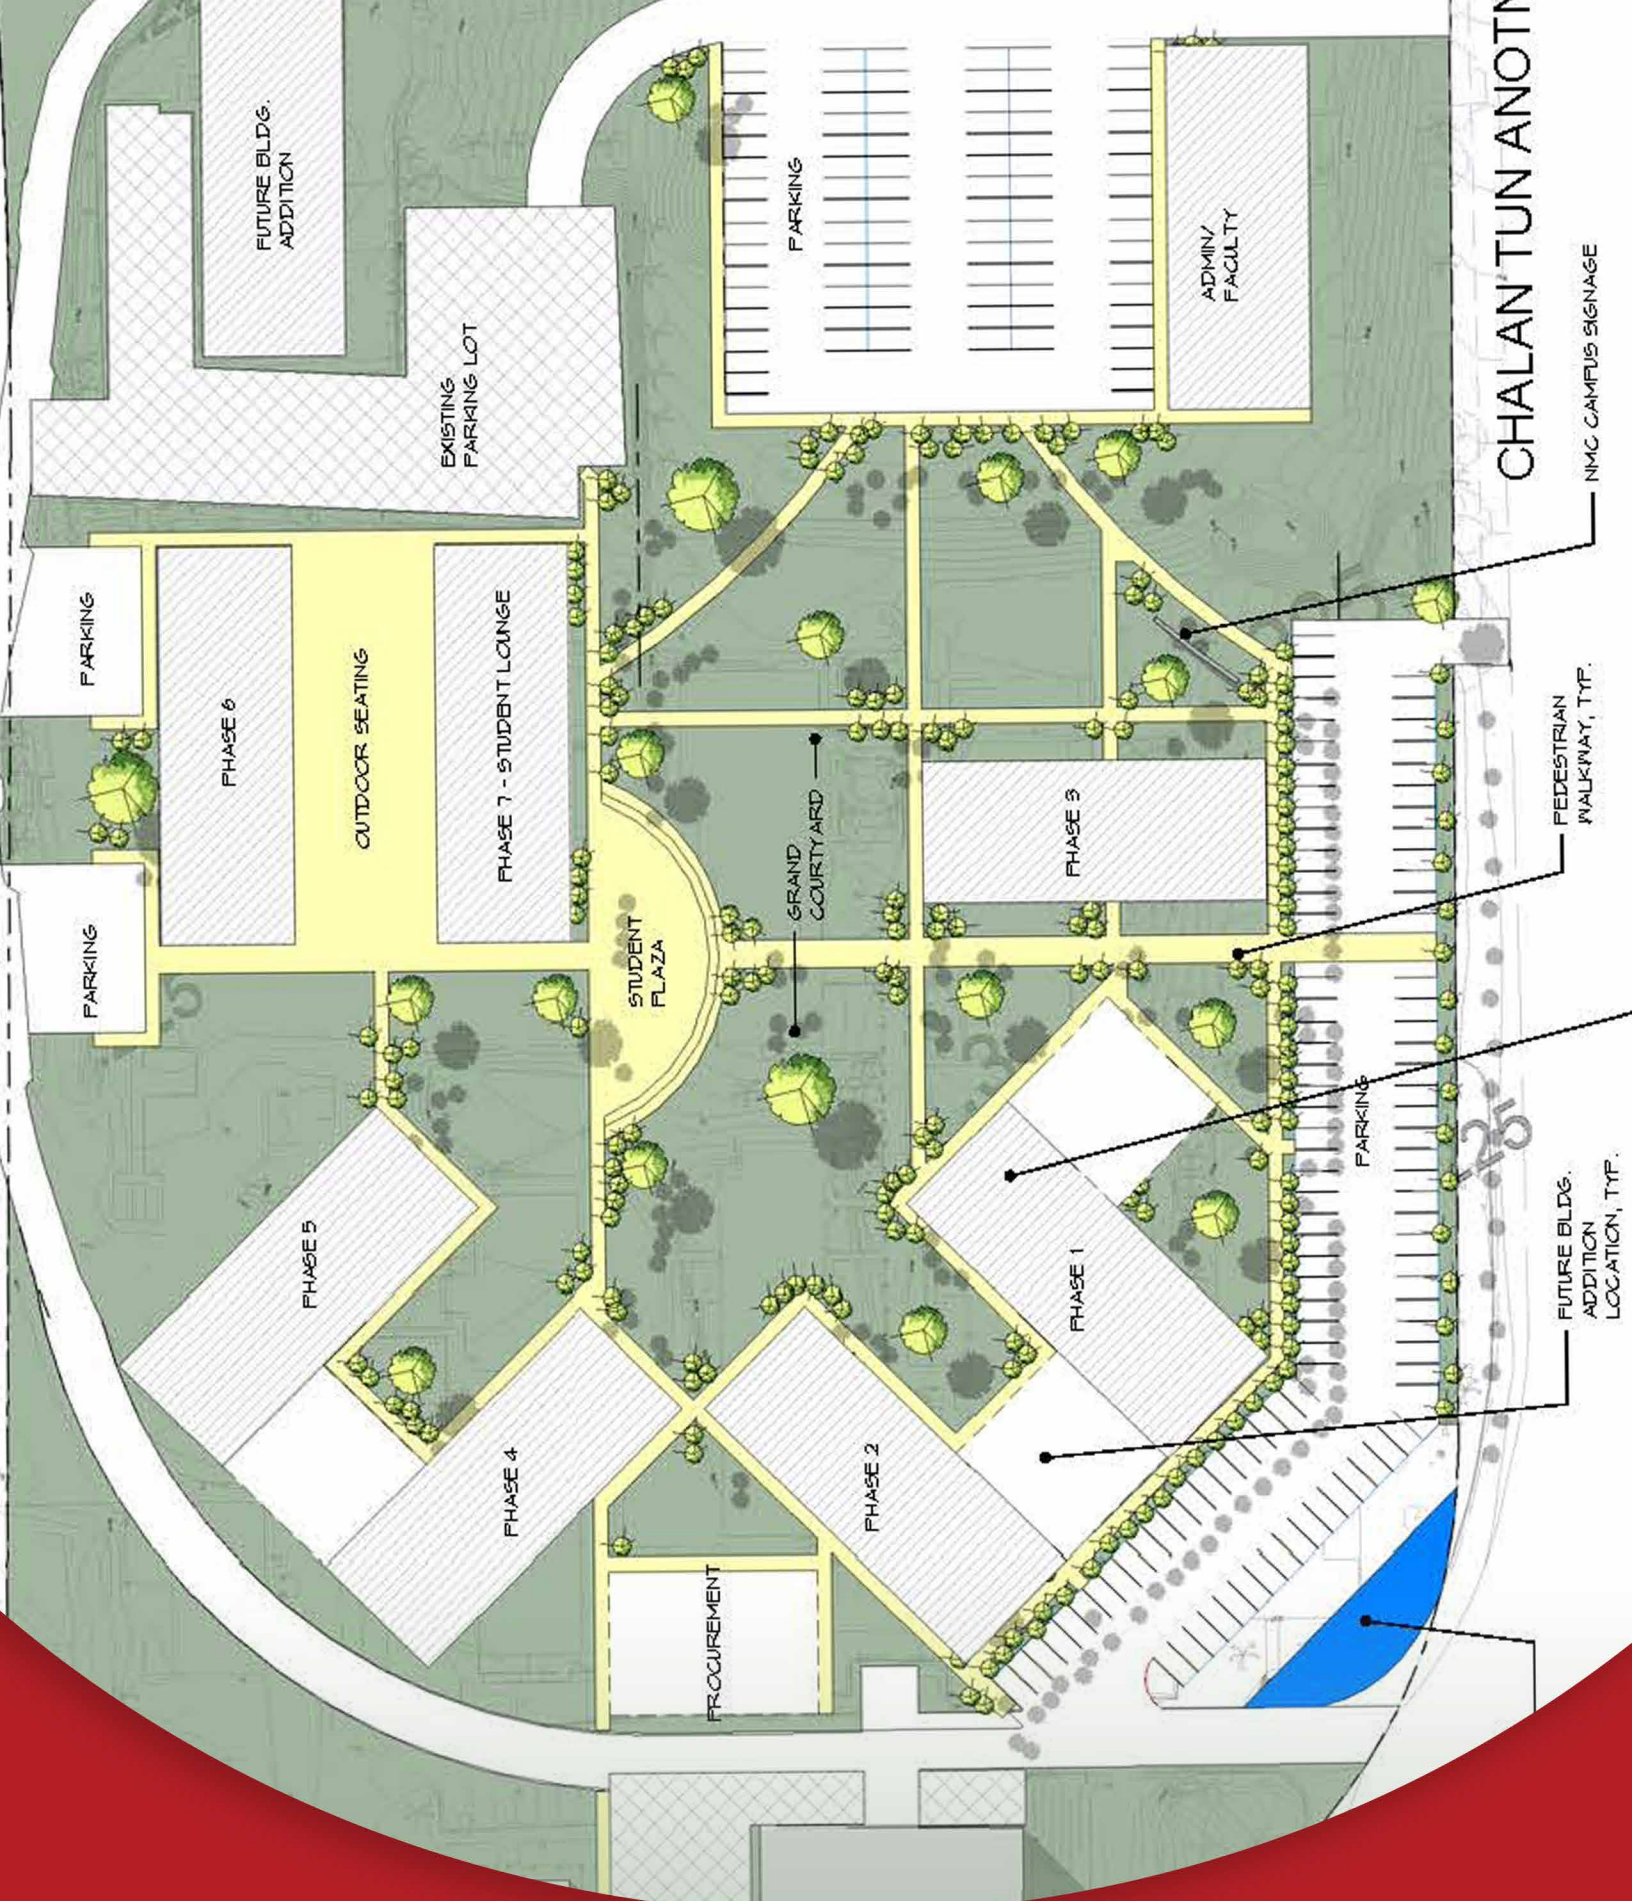 PARKING
PARKING
PHASE 6
FUTURE BLDG.
ADDITION
PHASE 5
OUTDOOR SEATING
EXISTING
PARKING LOT
PHASE 4
PHASE 7 - STUDENT LOUNGE
STUDENT
PLAZA
PROCUREMENT
GRAND
COURTYARD
PARKING
PHASE 2
PHASE 1
PHASE 3
ADMIN/
FACULTY
PARKING
25
CHALAN TUN ANOT
FUTURE BLDG.
ADDITION
LOCATION, TYP.
PEDESTRIAN
WALKWAY, TYP.
NMC CAMPUS SIGNAGE